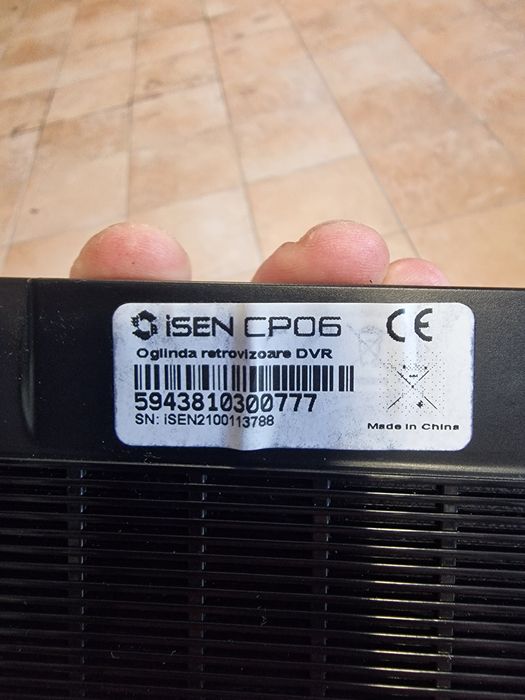 iSEN CP06
CE
Oglinda retrovizoare DVR
5943810300777
SN: iSEN2100113788
Made in China